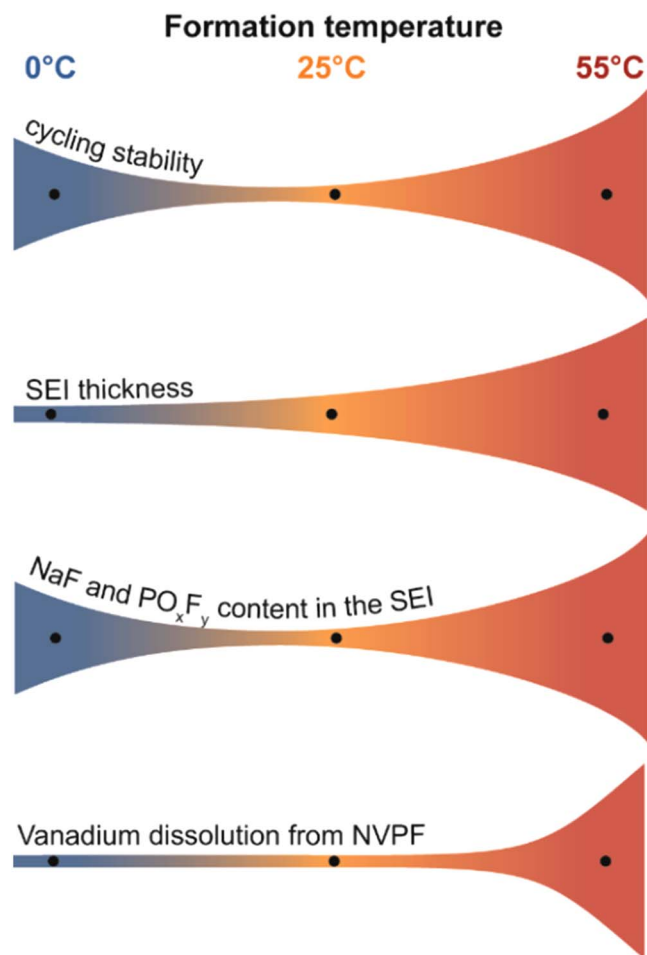 Formation temperature
0°C 25°C 55°C
cycling stability
SEI thickness
NaF and POₓFᵧ content in the SEI
Vanadium dissolution from NVPF